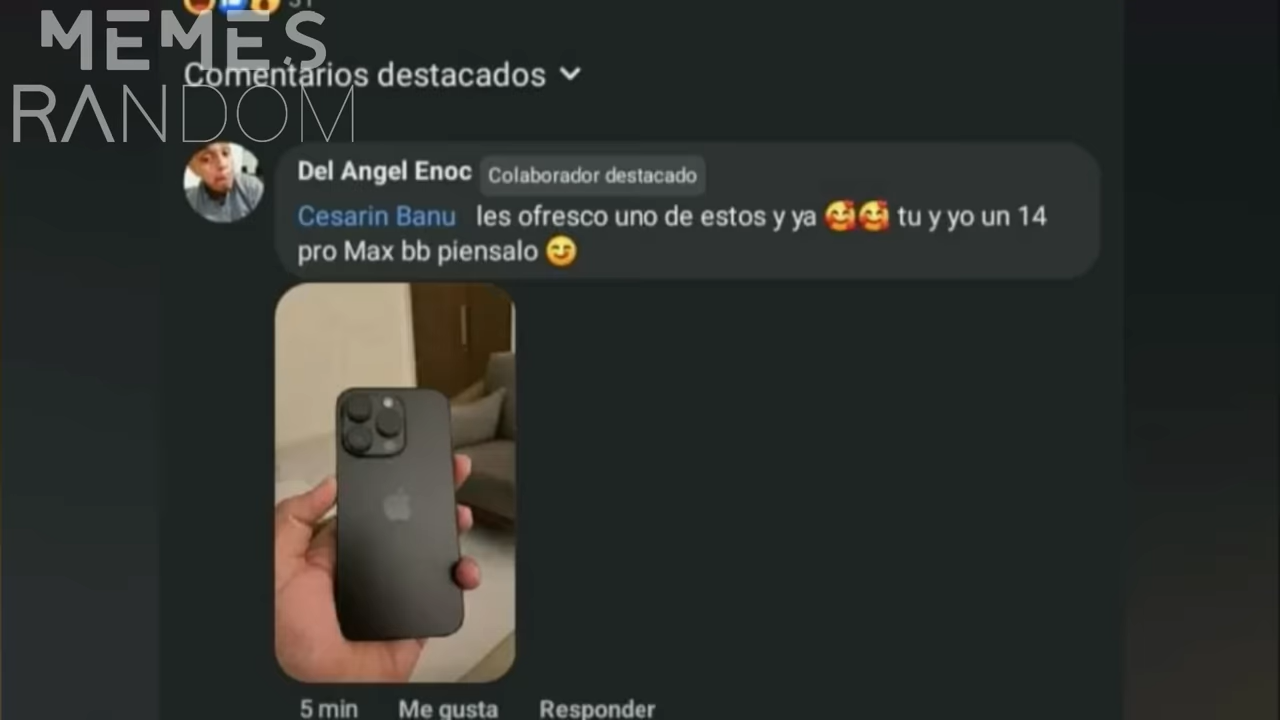 31
MEMES
Comentarios destacados
RANDOM
Del Angel Enoc Colaborador destacado
Cesarin Banu les ofresco uno de estos y ya 🥰🥰 tu y yo un 14
pro Max bb piensalo 😊
5 min Me gusta Responder